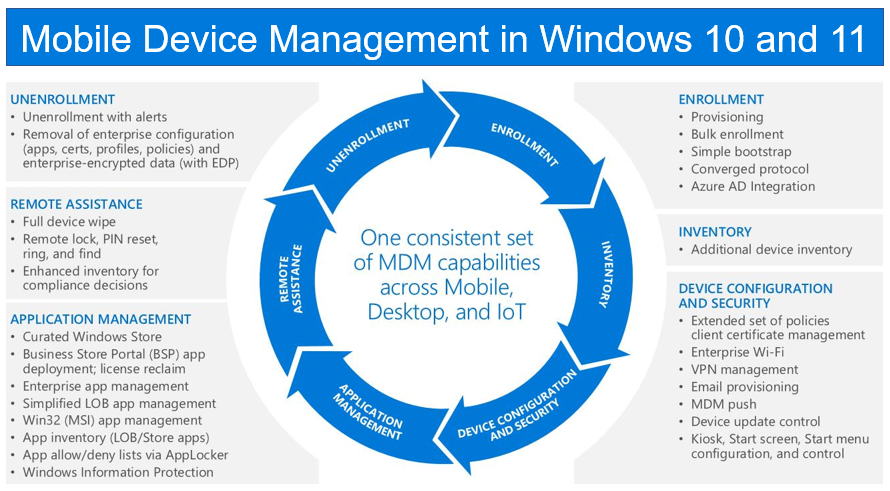 Mobile Device Management in Windows 10 and 11
UNENROLLMENT
• Unenrollment with alerts
• Removal of enterprise configuration
(apps, certs, profiles, policies) and
enterprise-encrypted data (with EDP)
REMOTE ASSISTANCE
• Full device wipe
• Remote lock, PIN reset,
ring, and find
• Enhanced inventory for
compliance decisions
APPLICATION MANAGEMENT
• Curated Windows Store
• Business Store Portal (BSP) app
deployment; license reclaim
• Enterprise app management
• Simplified LOB app management
• Win32 (MSI) app management
• App inventory (LOB/Store apps)
• App allow/deny lists via AppLocker
• Windows Information Protection
UNENROLLMENT
ENROLLMENT
INVENTORY
DEVICE CONFIGURATION
AND SECURITY
APPLICATION
MANAGEMENT
REMOTE
ASSISTANCE
One consistent set
of MDM capabilities
across Mobile,
Desktop, and IoT
ENROLLMENT
• Provisioning
• Bulk enrollment
• Simple bootstrap
• Converged protocol
• Azure AD Integration
INVENTORY
• Additional device inventory
DEVICE CONFIGURATION
AND SECURITY
• Extended set of policies
client certificate management
• Enterprise Wi-Fi
• VPN management
• Email provisioning
• MDM push
• Device update control
• Kiosk, Start screen, Start menu
configuration, and control